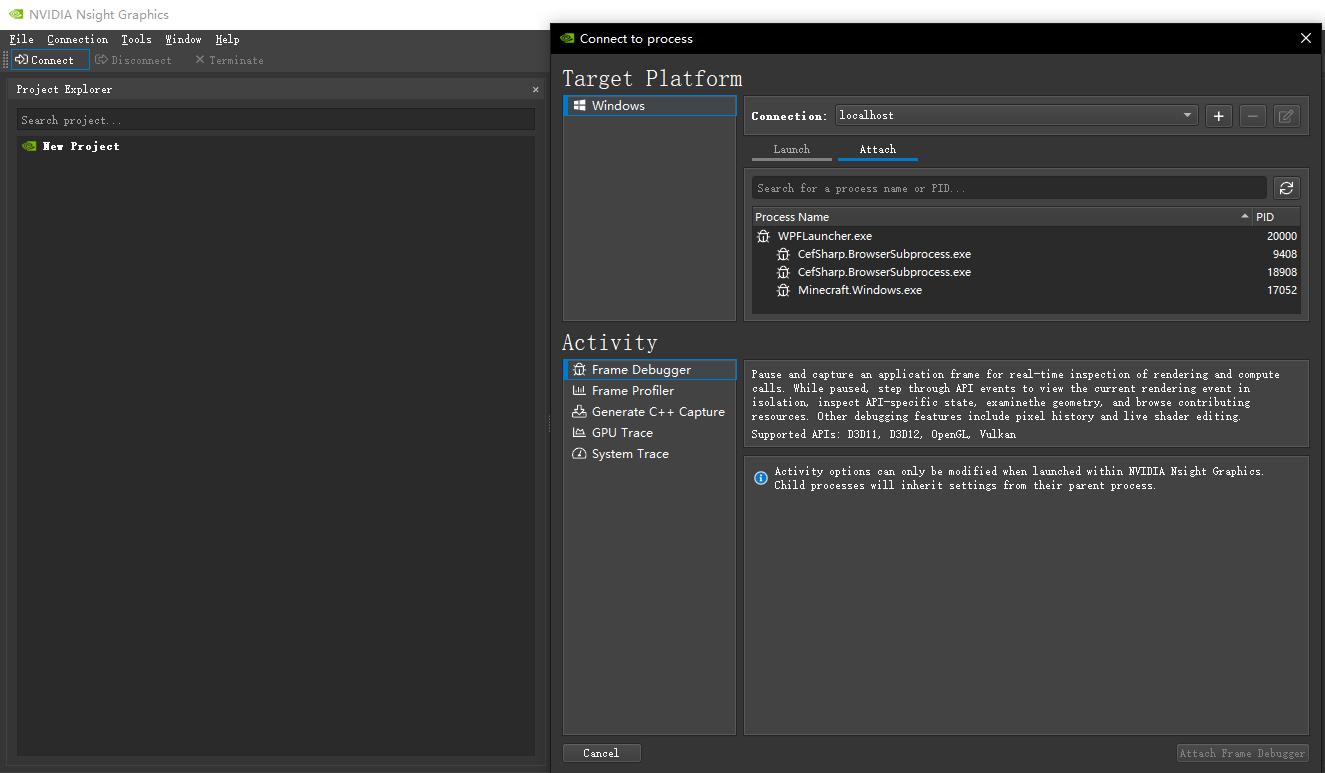 NVIDIA Nsight Graphics
File Connection Tools Window Help
Connect Disconnect Terminate
Project Explorer
Search project...
New Project
Connect to process
Target Platform
Windows
Connection: localhost
Launch Attach
Search for a process name or PID...
Process Name PID
WPFLauncher.exe 20000
CefSharp.BrowserSubprocess.exe 9408
CefSharp.BrowserSubprocess.exe 18908
Minecraft.Windows.exe 17052
Activity
Frame Debugger
Frame Profiler
Generate C++ Capture
GPU Trace
System Trace
Pause and capture an application frame for real-time inspection of rendering and compute
calls. While paused, step through API events to view the current rendering event in
isolation, inspect API-specific state, examinethe geometry, and browse contributing
resources. Other debugging features include pixel history and live shader editing.
Supported APIs: D3D11, D3D12, OpenGL, Vulkan
Activity options can only be modified when launched within NVIDIA Nsight Graphics.
Child processes will inherit settings from their parent process.
Cancel
Attach Frame Debugger